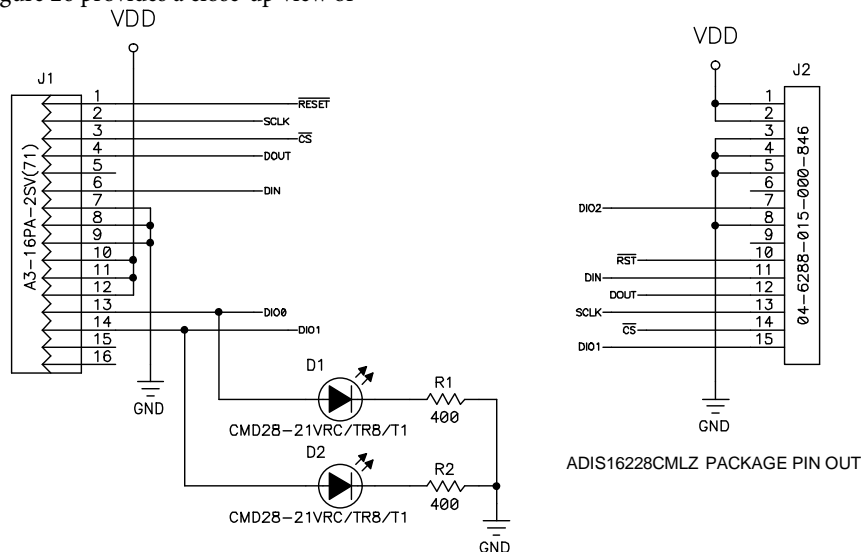 igure 26 provides a close-up view of
VDD
J1
A3-16PA-2SV(71)
1
RESET
2
SCLK
3
CS
4
DOUT
5
6
DIN
7
8
9
10
11
12
13
DIO0
14
DIO1
15
16
GND
D1
R1
400
CMD28-21VRC/TR8/T1
D2
R2
400
CMD28-21VRC/TR8/T1
GND
VDD
J2
04-6288-015-000-846
1
2
3
4
5
6
DIO2
7
8
9
RST
10
DIN
11
DOUT
12
SCLK
13
CS
14
DIO1
15
GND
ADIS16228CMLZ PACKAGE PIN OUT